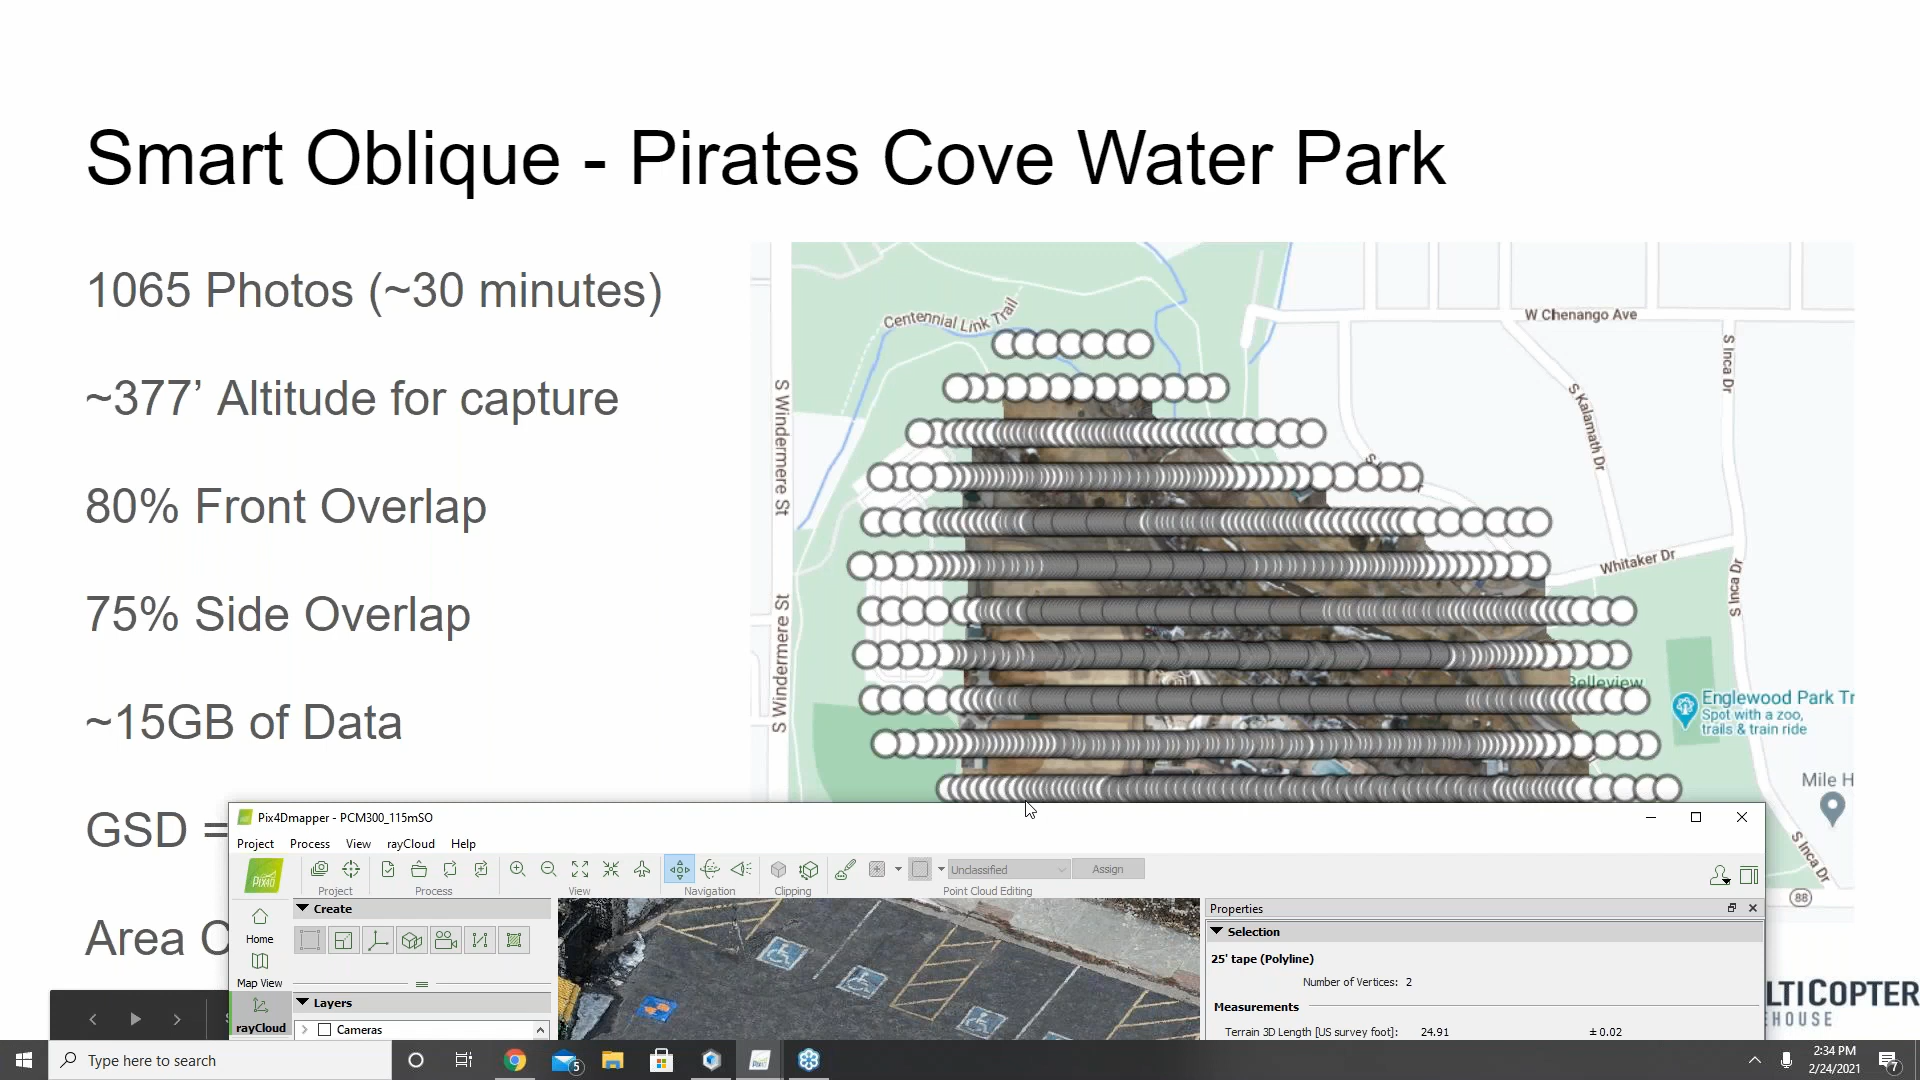 Smart Oblique - Pirates Cove Water Park
1065 Photos (~30 minutes)
~377’ Altitude for capture
80% Front Overlap
75% Side Overlap
~15GB of Data
GSD =
Area C
Centennial Link Trail
W Chenango Ave
S Inca Dr
S Windermere St
S Kalamath Dr
Whitaker Dr
S Inca Dr
S Windermere St
Belleview
Englewood Park Tr
Spot with a zoo,
trails & train ride
Mile H
S Inca Dr
88
Pix4Dmapper - PCM300_115mSO
Project Process View rayCloud Help
Pix4D
Unclassified Assign
Project Process View Navigation Clipping Point Cloud Editing
Create
Properties
Selection
Home
25' tape (Polyline)
Number of Vertices: 2
Map View
Layers
Measurements
rayCloud
Cameras
Terrain 3D Length [US survey foot]: 24.91 ± 0.02
LTICOPTER
HOUSE
Type here to search
5
2:34 PM
2/24/2021
7